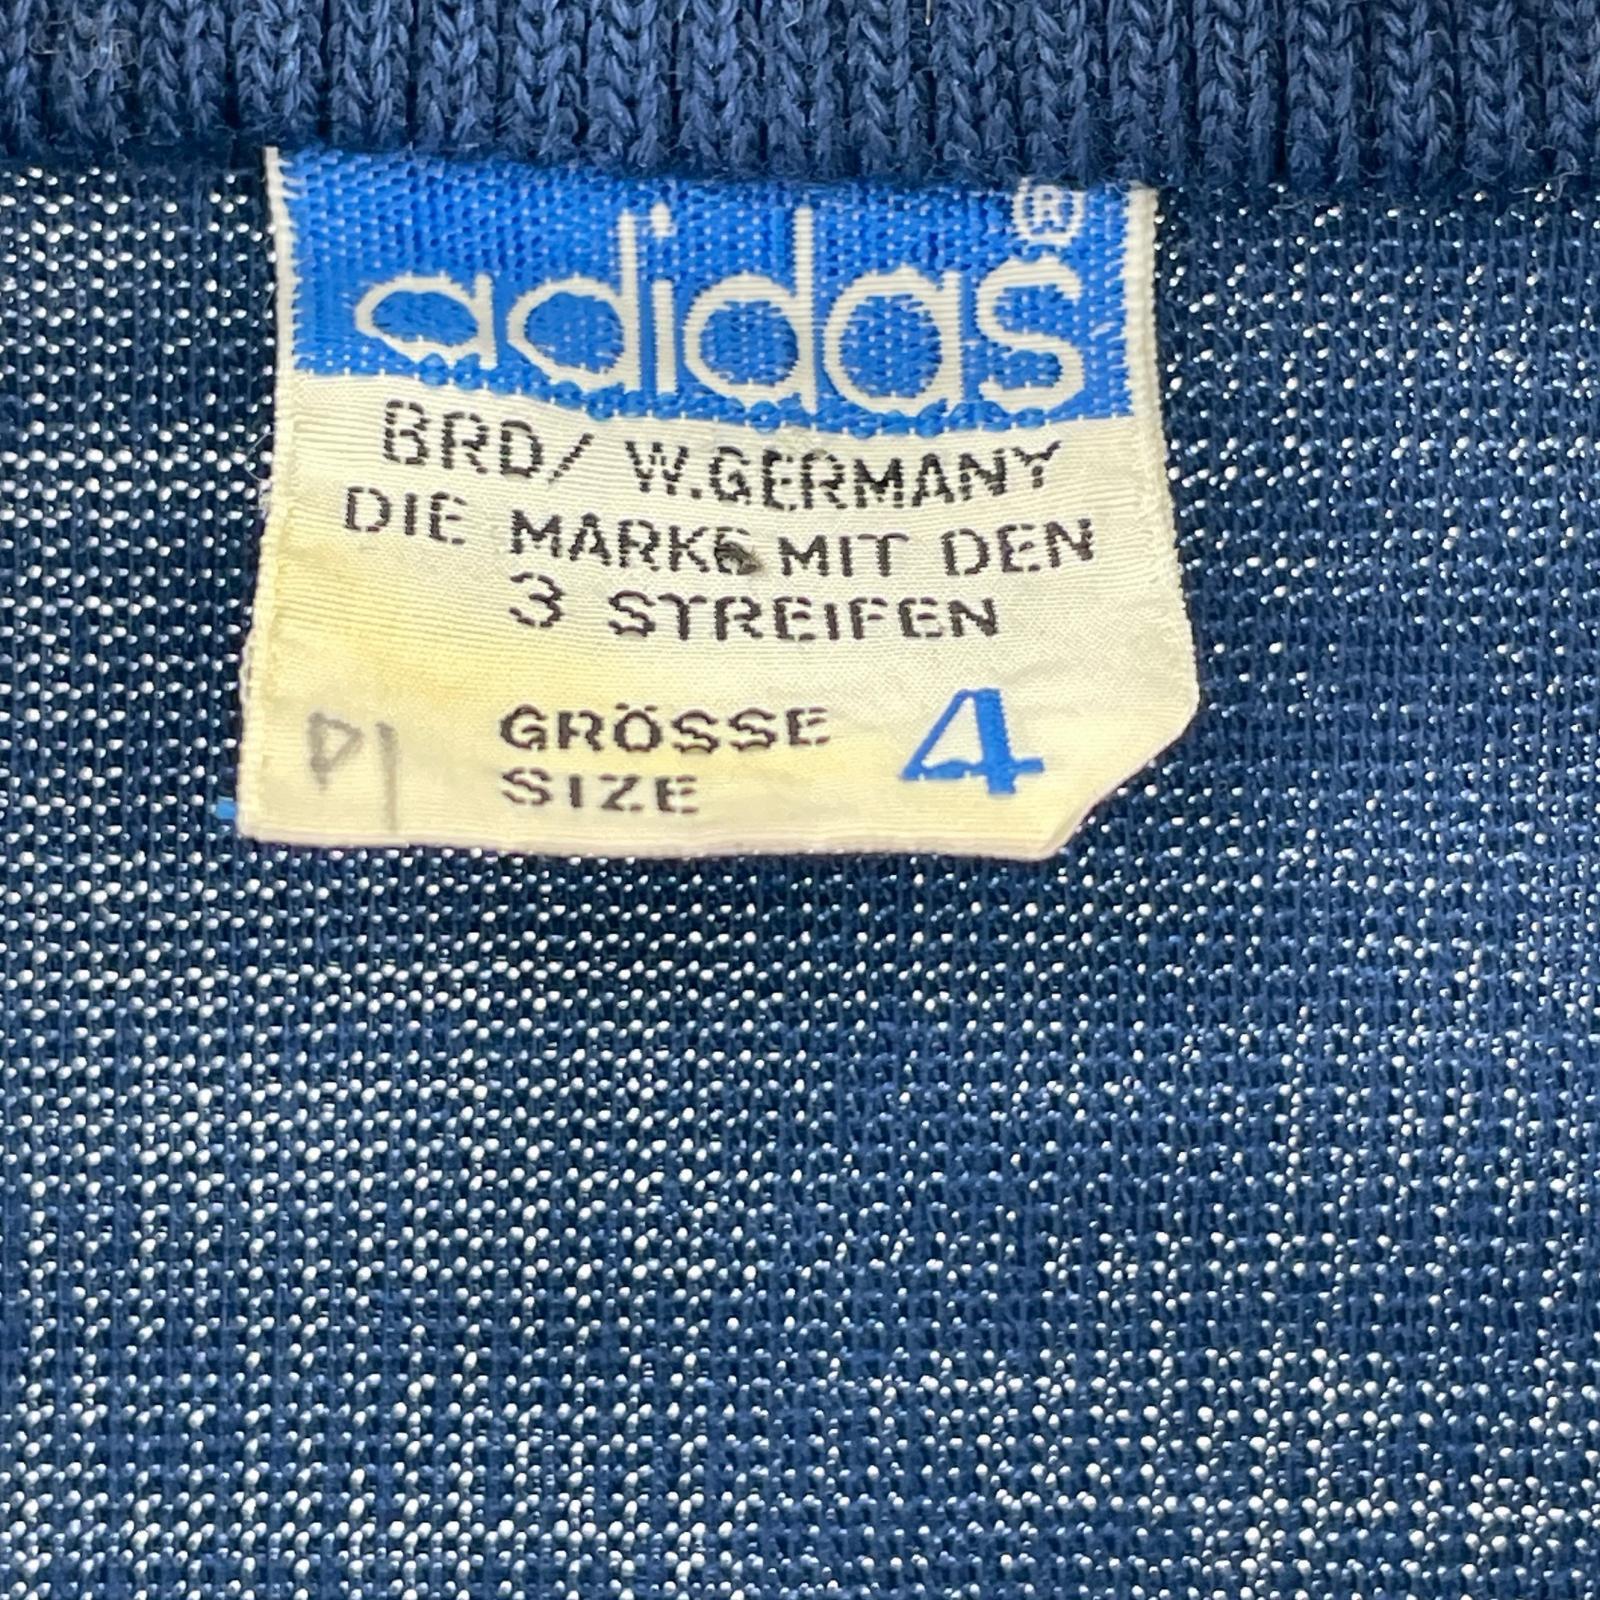 adidas®
BRD/ W.GERMANY
DIE MARKE MIT DEN
3 STREIFEN
GRÖSSE 4
SIZE